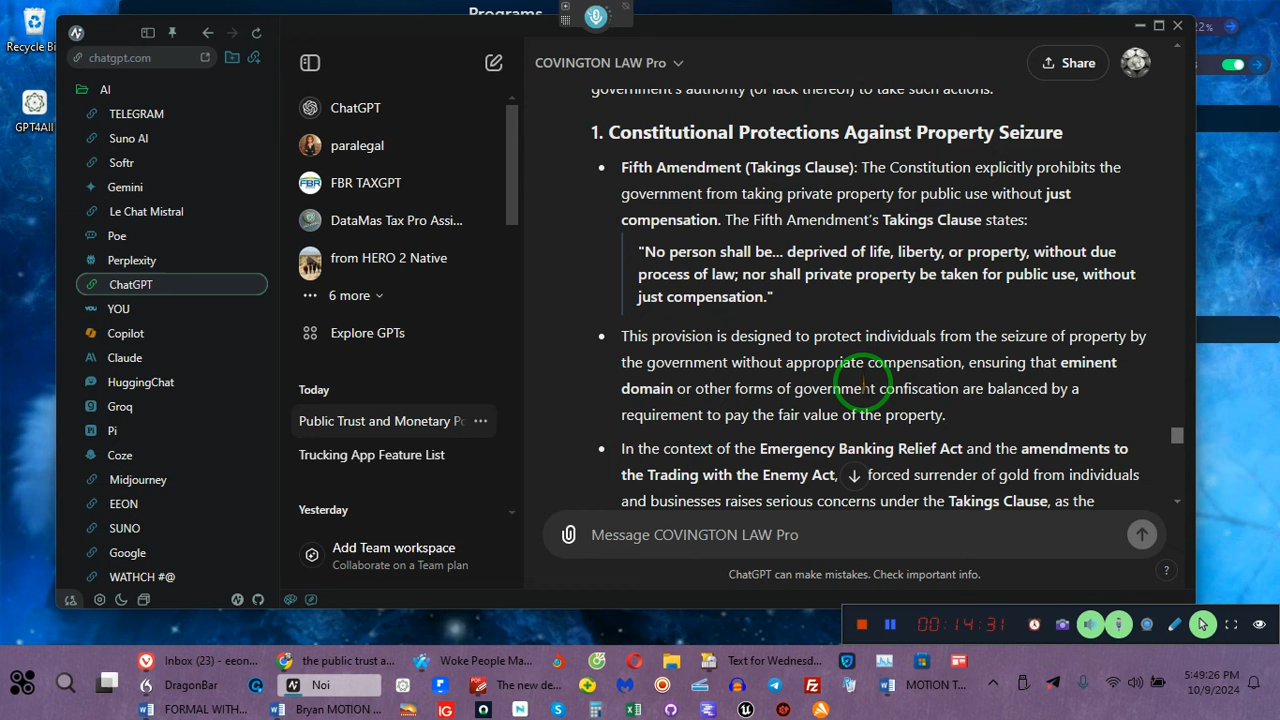 Programs
Recycle Bi
GPT4All
chatgpt.com
AI
TELEGRAM
Suno AI
Softr
Gemini
Le Chat Mistral
Poe
Perplexity
ChatGPT
YOU
Copilot
Claude
HuggingChat
Groq
Pi
Coze
Midjourney
EEON
SUNO
Google
WATHCH #@
ChatGPT
paralegal
FBR TAXGPT
DataMas Tax Pro Assi...
from HERO 2 Native
6 more
Explore GPTs
Today
Public Trust and Monetary Po
Trucking App Feature List
Yesterday
Add Team workspace
Collaborate on a Team plan
COVINGTON LAW Pro
Share
22%
government's authority (or lack thereof) to take such actions.
1. Constitutional Protections Against Property Seizure
Fifth Amendment (Takings Clause): The Constitution explicitly prohibits the
government from taking private property for public use without just
compensation. The Fifth Amendment's Takings Clause states:
"No person shall be... deprived of life, liberty, or property, without due
process of law; nor shall private property be taken for public use, without
just compensation."
This provision is designed to protect individuals from the seizure of property by
the government without appropriate compensation, ensuring that eminent
domain or other forms of government confiscation are balanced by a
requirement to pay the fair value of the property.
In the context of the Emergency Banking Relief Act and the amendments to
the Trading with the Enemy Act, forced surrender of gold from individuals
and businesses raises serious concerns under the Takings Clause, as the
Message COVINGTON LAW Pro
ChatGPT can make mistakes. Check important info.
?
00:14:31
Inbox (23) - eeon...
the public trust a...
Woke People Ma...
Text for Wednesd...
DragonBar
Noi
The new de...
MOTION T...
FORMAL WITH...
Bryan MOTION ...
5:49:26 PM
10/9/2024